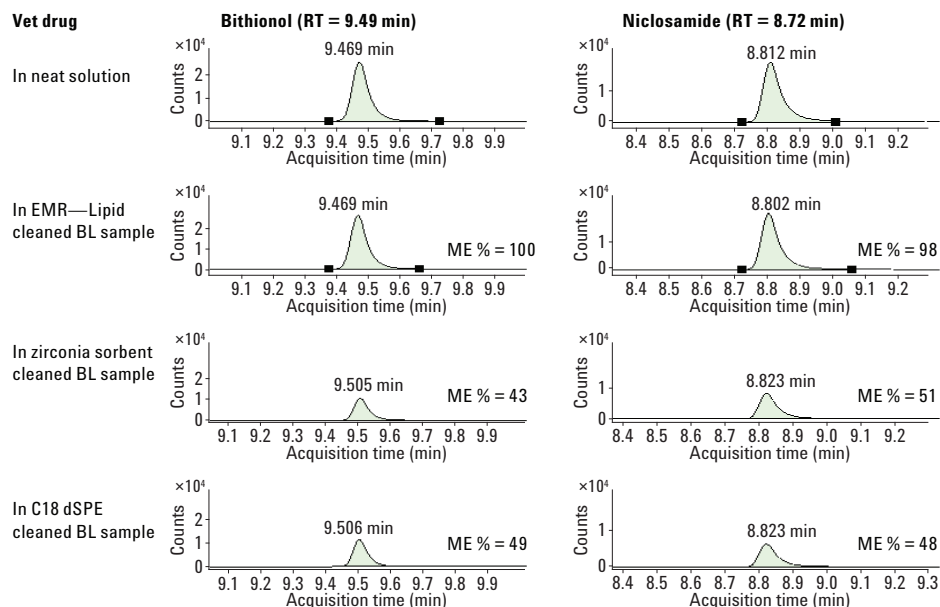 Vet drug
Bithionol (RT = 9.49 min)
Niclosamide (RT = 8.72 min)
In neat solution
×10⁴
9.469 min
Counts
2
1
0
9.1 9.2 9.3 9.4 9.5 9.6 9.7 9.8 9.9
Acquisition time (min)
×10⁴
8.812 min
Counts
1
0
8.4 8.5 8.6 8.7 8.8 8.9 9.0 9.1 9.2
Acquisition time (min)
In EMR—Lipid
cleaned BL sample
×10⁴
9.469 min
ME % = 100
Counts
2
1
0
9.1 9.2 9.3 9.4 9.5 9.6 9.7 9.8 9.9
Acquisition time (min)
×10⁴
8.802 min
ME % = 98
Counts
1
0
8.4 8.5 8.6 8.7 8.8 8.9 9.0 9.1 9.2
Acquisition time (min)
In zirconia sorbent
cleaned BL sample
×10⁴
9.505 min
ME % = 43
Counts
2
1
0
9.1 9.2 9.3 9.4 9.5 9.6 9.7 9.8 9.9
Acquisition time (min)
×10⁴
8.823 min
ME % = 51
Counts
1
0
8.4 8.5 8.6 8.7 8.8 8.9 9.0 9.1 9.2
Acquisition time (min)
In C18 dSPE
cleaned BL sample
×10⁴
9.506 min
ME % = 49
Counts
2
1
0
9.1 9.2 9.3 9.4 9.5 9.6 9.7 9.8 9.9
Acquisition time (min)
×10⁴
8.823 min
ME % = 48
Counts
1
0
8.4 8.5 8.6 8.7 8.8 8.9 9.0 9.1 9.2 9.3
Acquisition time (min)